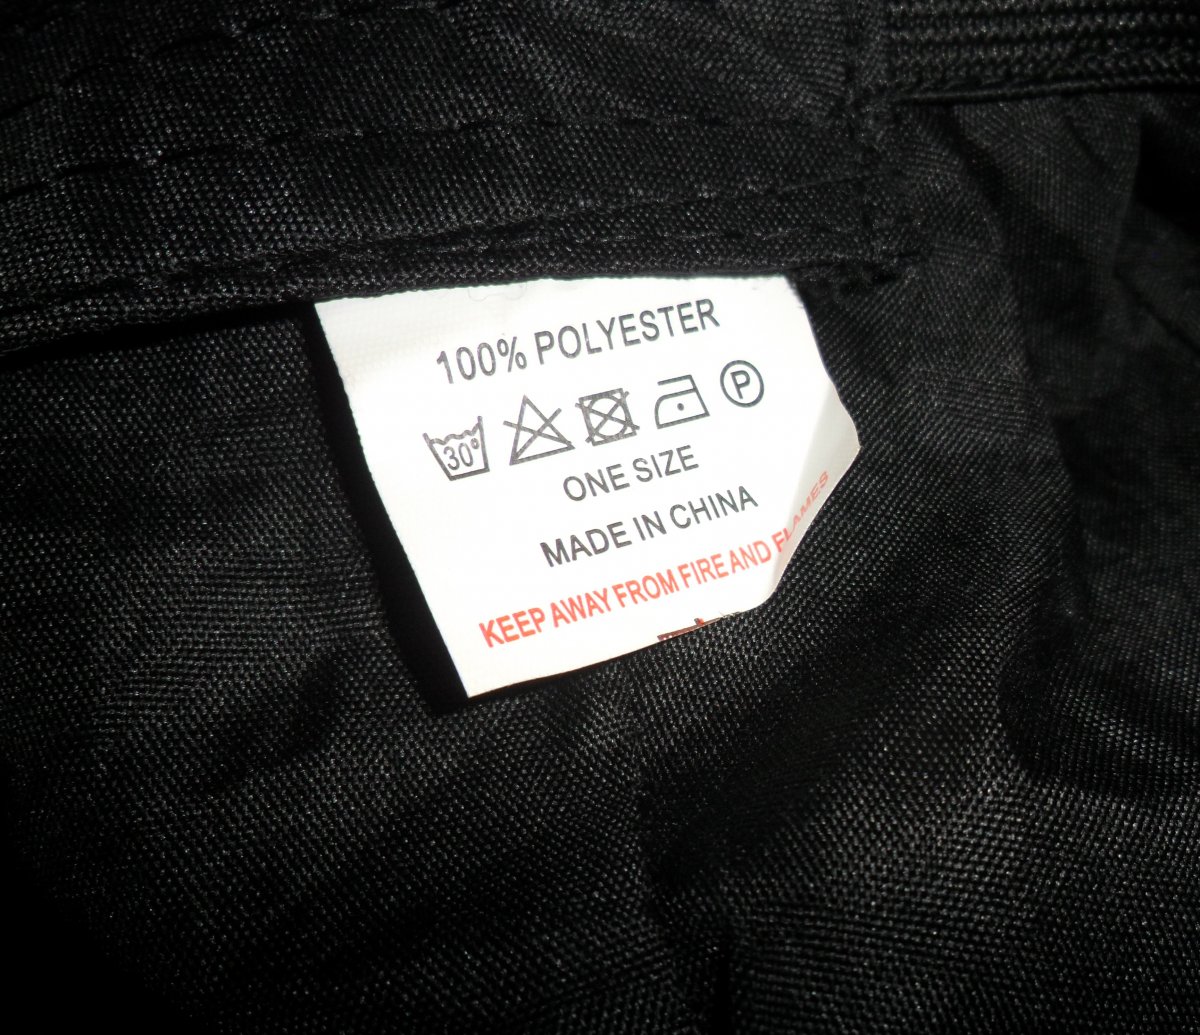 100% POLYESTER
30° P
ONE SIZE
MADE IN CHINA
KEEP AWAY FROM FIRE AND FLAMES